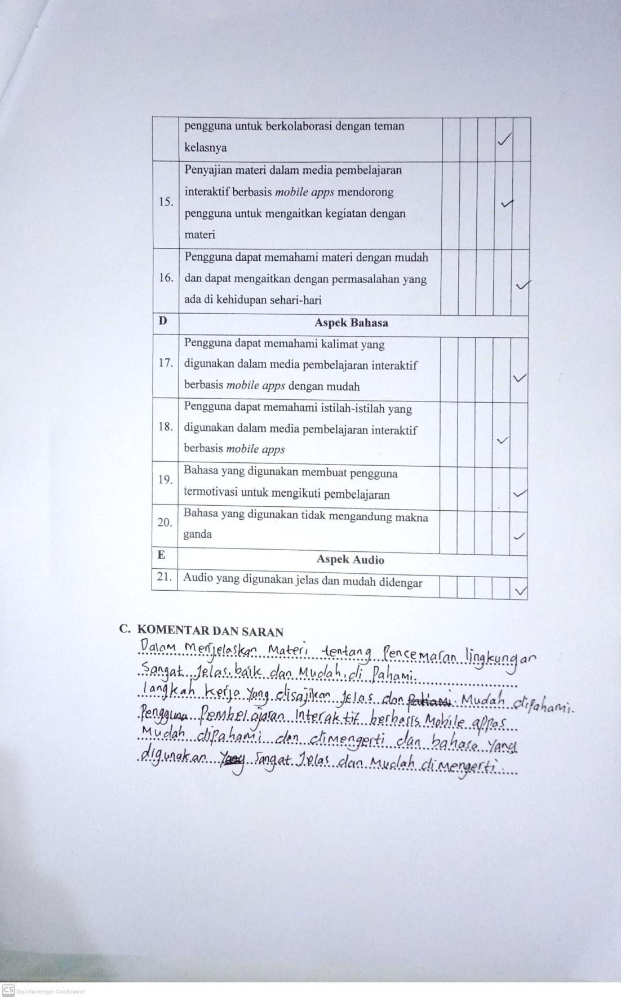 pengguna untuk berkolaborasi dengan teman
kelasnya
Penyajian materi dalam media pembelajaran
interaktif berbasis mobile apps mendorong
15.
pengguna untuk mengaitkan kegiatan dengan
materi
Pengguna dapat memahami materi dengan mudah
16. dan dapat mengaitkan dengan permasalahan yang
ada di kehidupan sehari-hari
D Aspek Bahasa
Pengguna dapat memahami kalimat yang
17. digunakan dalam media pembelajaran interaktif
berbasis mobile apps dengan mudah
Pengguna dapat memahami istilah-istilah yang
18. digunakan dalam media pembelajaran interaktif
berbasis mobile apps
Bahasa yang digunakan membuat pengguna
19.
termotivasi untuk mengikuti pembelajaran
Bahasa yang digunakan tidak mengandung makna
20.
ganda
E Aspek Audio
21. Audio yang digunakan jelas dan mudah didengar
C. KOMENTAR DAN SARAN
Dalam Menjelaskan Materi tentang Pencemaran lingkungan
Sangat Jelas baik dan Mudah di Pahami.
langkah kerja Yang disajikan Jelas dan Mudah dipahami.
Pengguna Pembelajaran Interaktif berbasis Mobile appas
Mudah dipahami dan dimengerti dan bahasa Yang
digunakan Sangat Jelas dan Mudah dimengerti
CS Dipindai dengan CamScanner